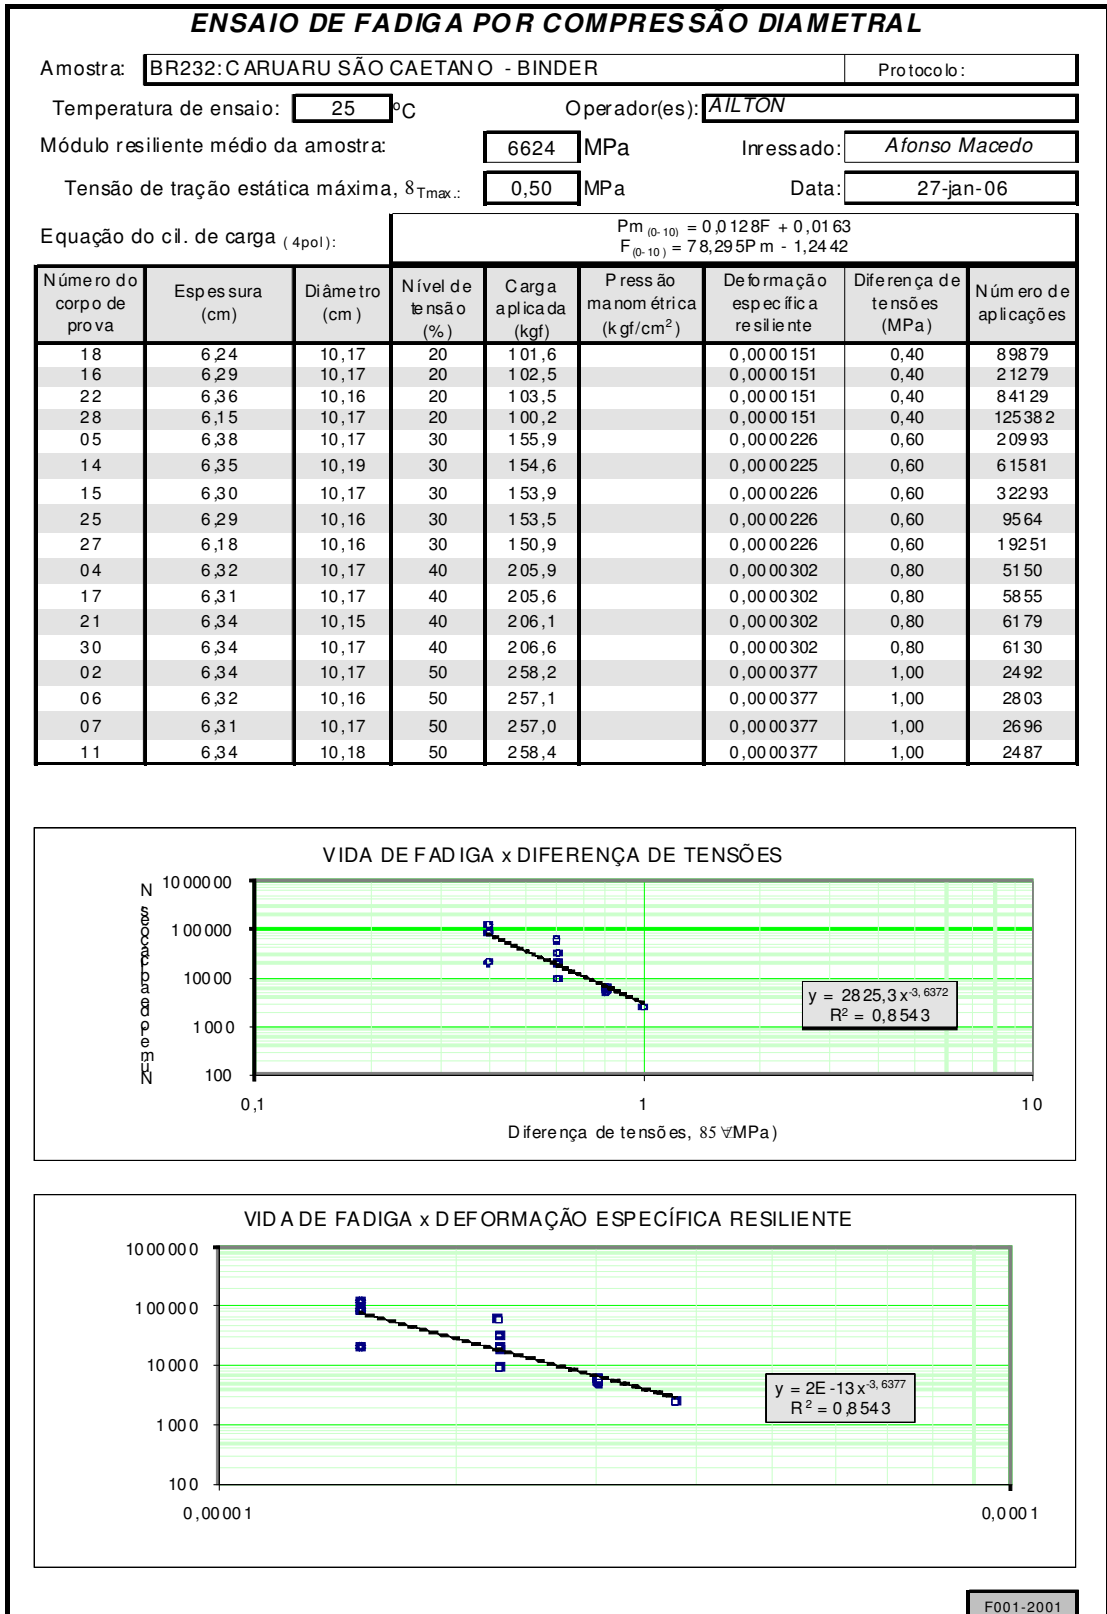 ENSAIO DE FADIGA POR COMPRESSÃO DIAMETRAL
Amostra: BR232: CARUARU SÃO CAETANO - BINDER Protocolo:
Temperatura de ensaio: 25 ºC Operador(es): AILTON
Módulo resiliente médio da amostra: 6624 MPa Inressado: Afonso Macedo
Tensão de tração estática máxima, 8Tmax.: 0,50 MPa Data: 27-jan-06
Equação do cil. de carga (4pol): Pm (0-10) = 0,0128F + 0,0163
F(0-10) = 78,295Pm - 1,2442
Número do corpo de prova Espessura (cm) Diâmetro (cm) Nível de tensão (%) Carga aplicada (kgf) Pressão manométrica (kgf/cm²) Deformação específica resiliente Diferença de tensões (MPa) Número de aplicações
18 6,24 10,17 20 101,6 0,0000151 0,40 89879
16 6,29 10,17 20 102,5 0,0000151 0,40 21279
22 6,36 10,16 20 103,5 0,0000151 0,40 84129
28 6,15 10,17 20 100,2 0,0000151 0,40 125382
05 6,38 10,17 30 155,9 0,0000226 0,60 20993
14 6,35 10,19 30 154,6 0,0000225 0,60 61581
15 6,30 10,17 30 153,9 0,0000226 0,60 32293
25 6,29 10,16 30 153,5 0,0000226 0,60 9564
27 6,18 10,16 30 150,9 0,0000226 0,60 19251
04 6,32 10,17 40 205,9 0,0000302 0,80 5150
17 6,31 10,17 40 205,6 0,0000302 0,80 5855
21 6,34 10,15 40 206,1 0,0000302 0,80 6179
30 6,34 10,17 40 206,6 0,0000302 0,80 6130
02 6,34 10,17 50 258,2 0,0000377 1,00 2492
06 6,32 10,16 50 257,1 0,0000377 1,00 2803
07 6,31 10,17 50 257,0 0,0000377 1,00 2696
11 6,34 10,18 50 258,4 0,0000377 1,00 2487
VIDA DE FADIGA x DIFERENÇA DE TENSÕES
1000000
100000
10000
1000
100
0,1 1 10
y = 2825,3x-3,6372
R² = 0,8543
Diferença de tensões, 85 ∀MPa)
VIDA DE FADIGA x DEFORMAÇÃO ESPECÍFICA RESILIENTE
1000000
100000
10000
1000
100
0,00001 0,0001
y = 2E-13x-3,6377
R² = 0,8543
F001-2001